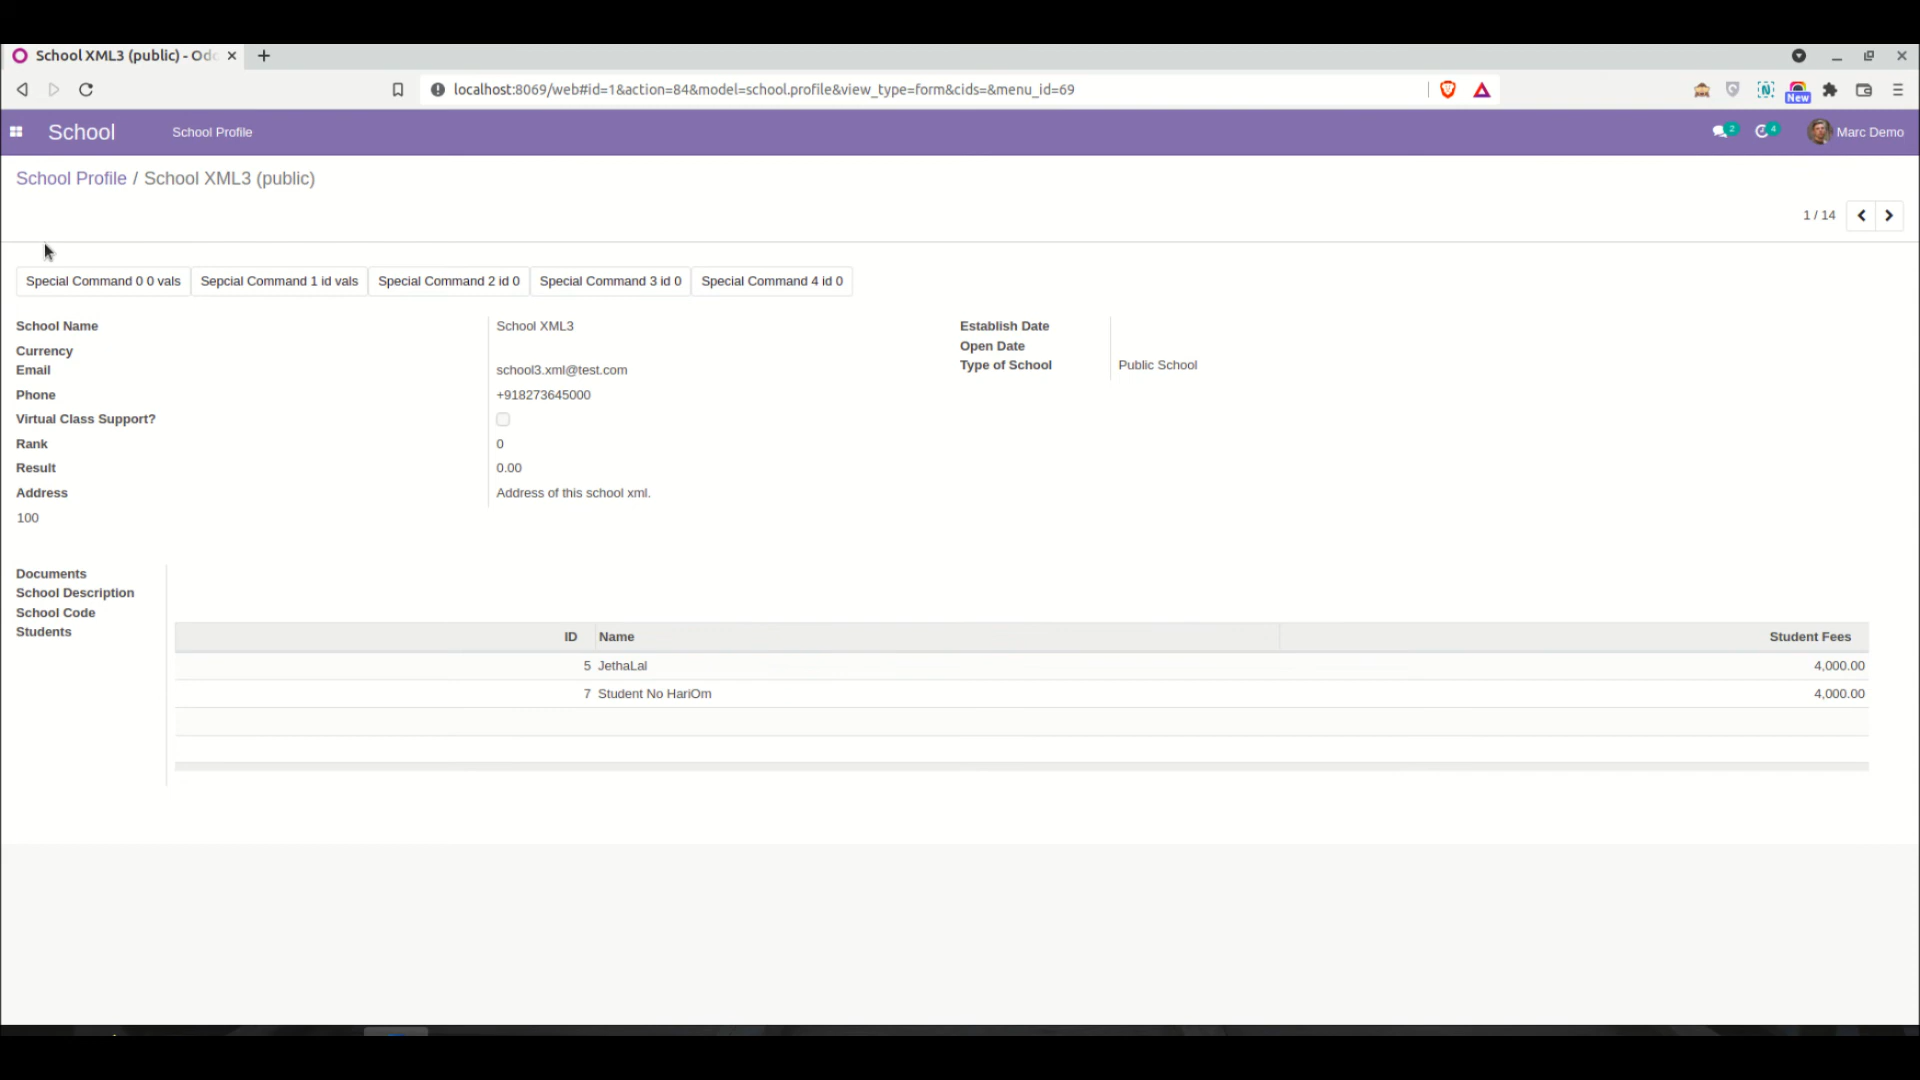 School XML3 (public) - Odo
localhost:8069/web#id=1&action=84&model=school.profile&view_type=form&cids=&menu_id=69
New
School
School Profile
2
4
Marc Demo
School Profile / School XML3 (public)
1 / 14
Special Command 0 0 vals
Sepcial Command 1 id vals
Special Command 2 id 0
Special Command 3 id 0
Special Command 4 id 0
School Name School XML3
Currency
Email school3.xml@test.com
Phone +918273645000
Virtual Class Support?
Rank 0
Result 0.00
Address Address of this school xml.
100
Establish Date
Open Date
Type of School Public School
Documents
School Description
School Code
Students
ID Name Student Fees
5 JethaLal 4,000.00
7 Student No HariOm 4,000.00